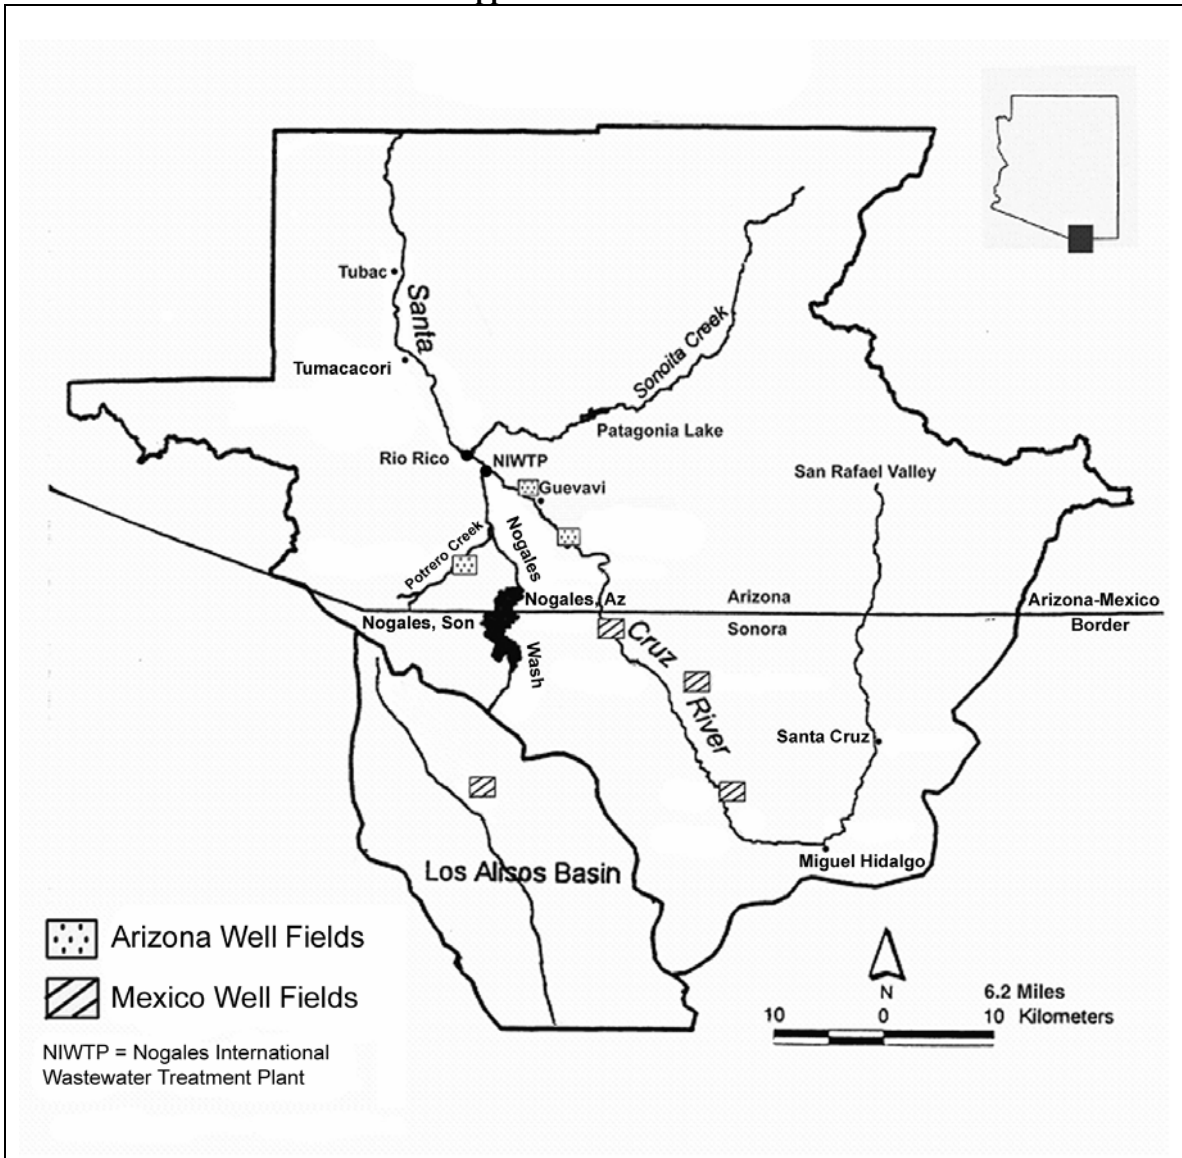 Tubac
Santa
Tumacacori
Sonoita Creek
Patagonia Lake
Rio Rico
NIWTP
San Rafael Valley
Guevavi
Potrero Creek
Nogales
Nogales, Az
Arizona
Arizona-Mexico
Border
Nogales, Son
Sonora
Cruz
Wash
River
Santa Cruz
Miguel Hidalgo
Los Alisos Basin
Arizona Well Fields
Mexico Well Fields
N
6.2 Miles
10 0 10 Kilometers
NIWTP = Nogales International
Wastewater Treatment Plant